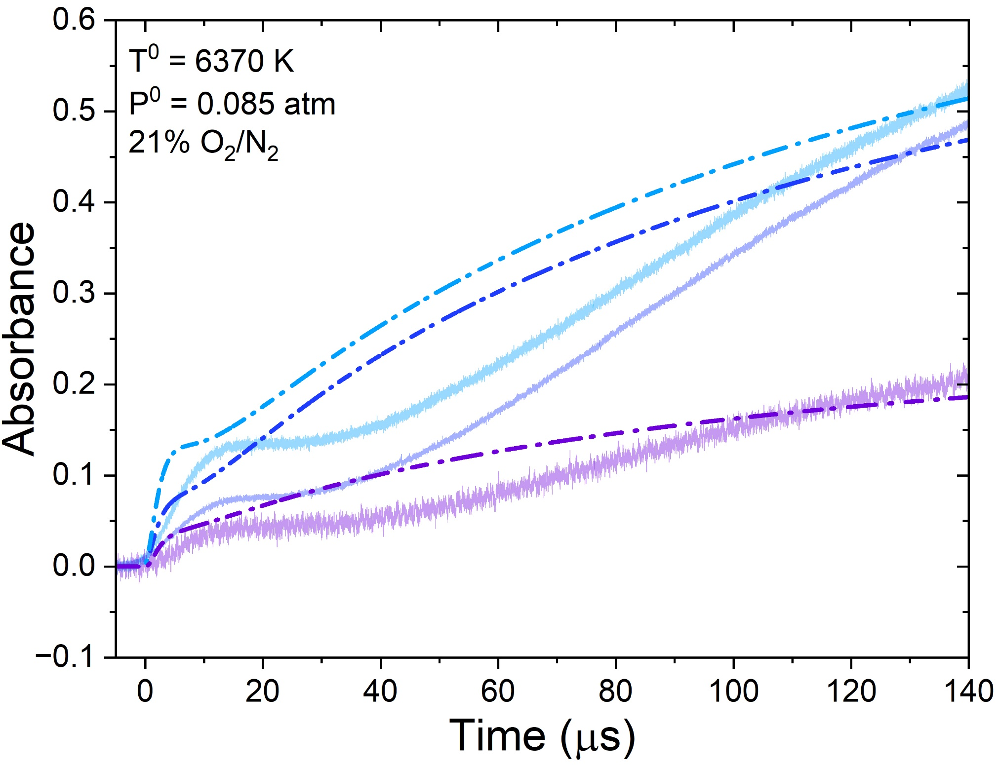 T⁰ = 6370 K
P⁰ = 0.085 atm
21% O₂/N₂
0.6
0.5
0.4
0.3
0.2
0.1
0.0
−0.1
Absorbance
0 20 40 60 80 100 120 140
Time (μs)